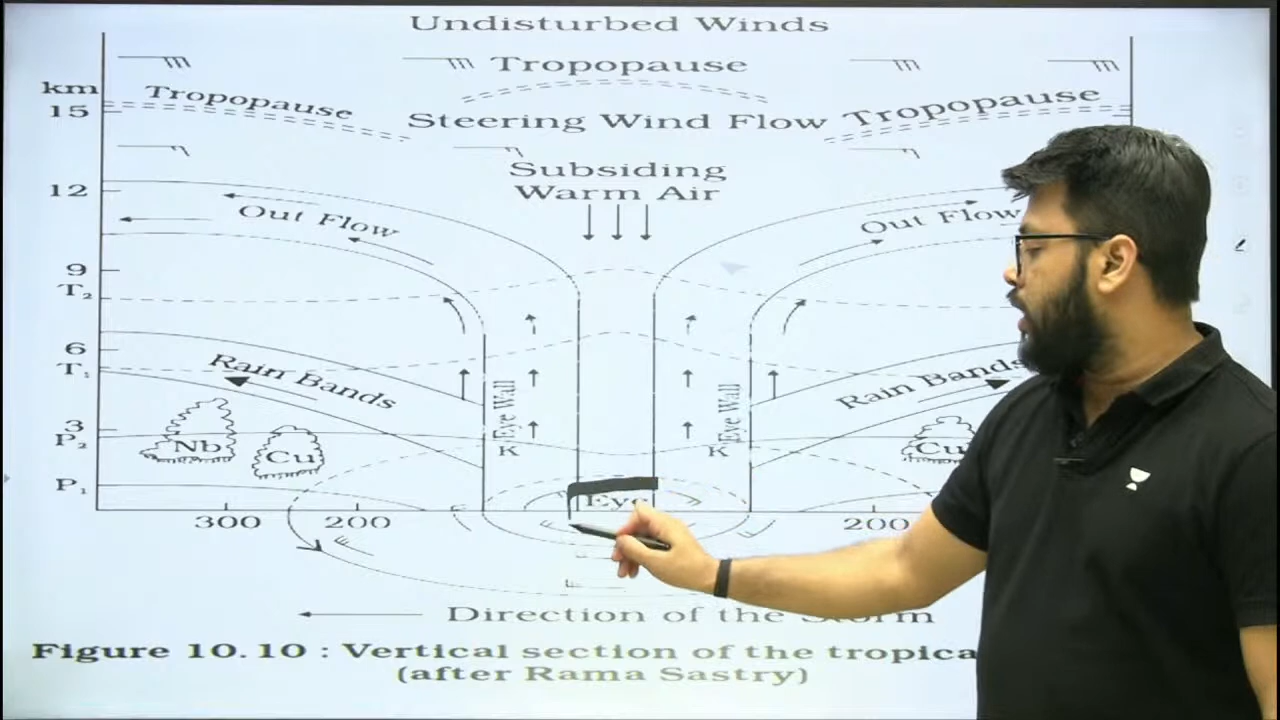 Undisturbed Winds
Tropopause
km
Tropopause
Tropopause
15
Steering Wind Flow
Subsiding
12
Warm Air
Out Flow
Out Flow
9
T2
6
T1
Rain Bands
Rain Bands
Eye Wall
Eye Wall
3
P2
Nb
Cu
K
K
Cu
P1
Eye
300
200
200
Direction of the Storm
Figure 10.10 : Vertical section of the
(after Rama Sastry)